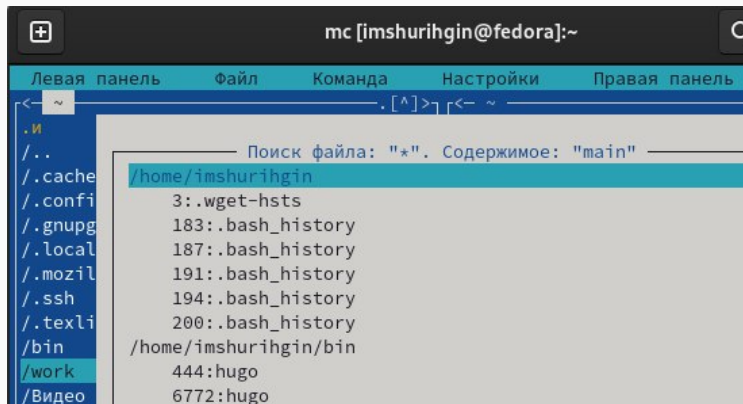 mc [imshurihgin@fedora]:~
Левая панель Файл Команда Настройки Правая панель
<— ~ .[^]> <— ~
.и
/..
/.cache
/.confi
/.gnupg
/.local
/.mozil
/.ssh
/.texli
/bin
/work
/Видео
Поиск файла: "*". Содержимое: "main"
/home/imshurihgin
3:.wget-hsts
183:.bash_history
187:.bash_history
191:.bash_history
194:.bash_history
200:.bash_history
/home/imshurihgin/bin
444:hugo
6772:hugo